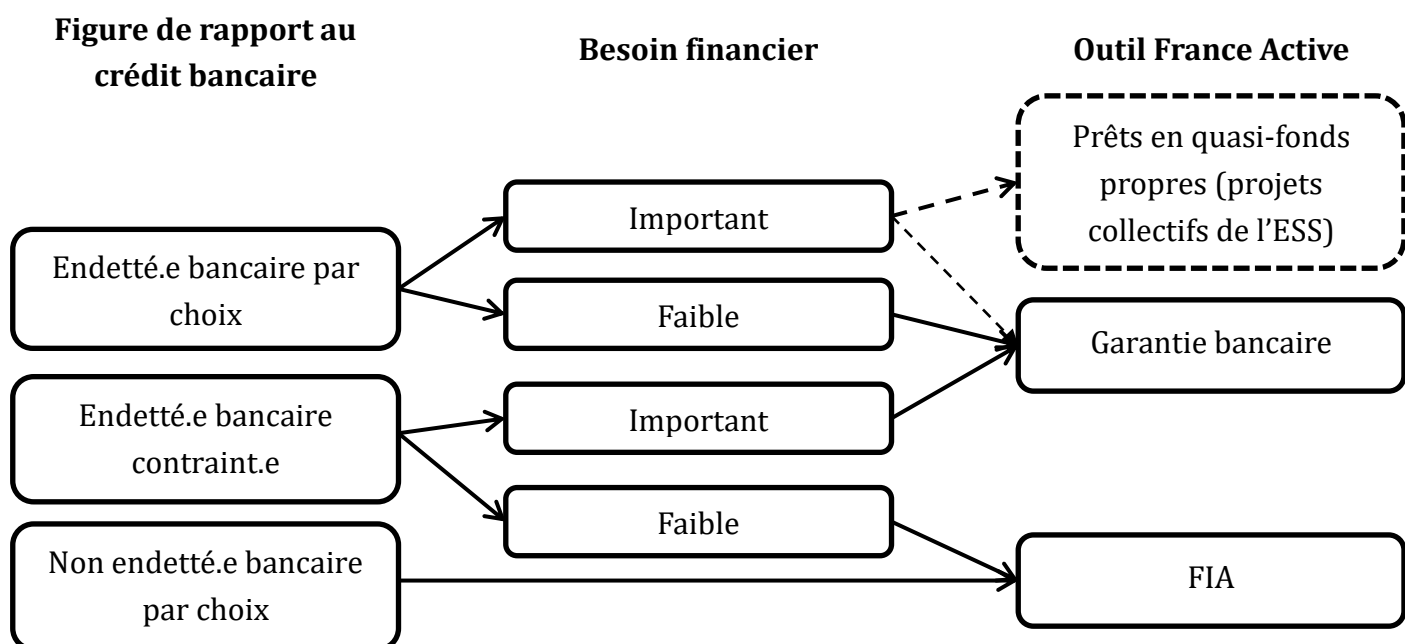 Figure de rapport au
crédit bancaire
Besoin financier
Outil France Active
Prêts en quasi-fonds
propres (projets
collectifs de l’ESS)
Important
Endetté.e bancaire par
choix
Faible
Garantie bancaire
Endetté.e bancaire
contraint.e
Important
Faible
Non endetté.e bancaire
par choix
FIA